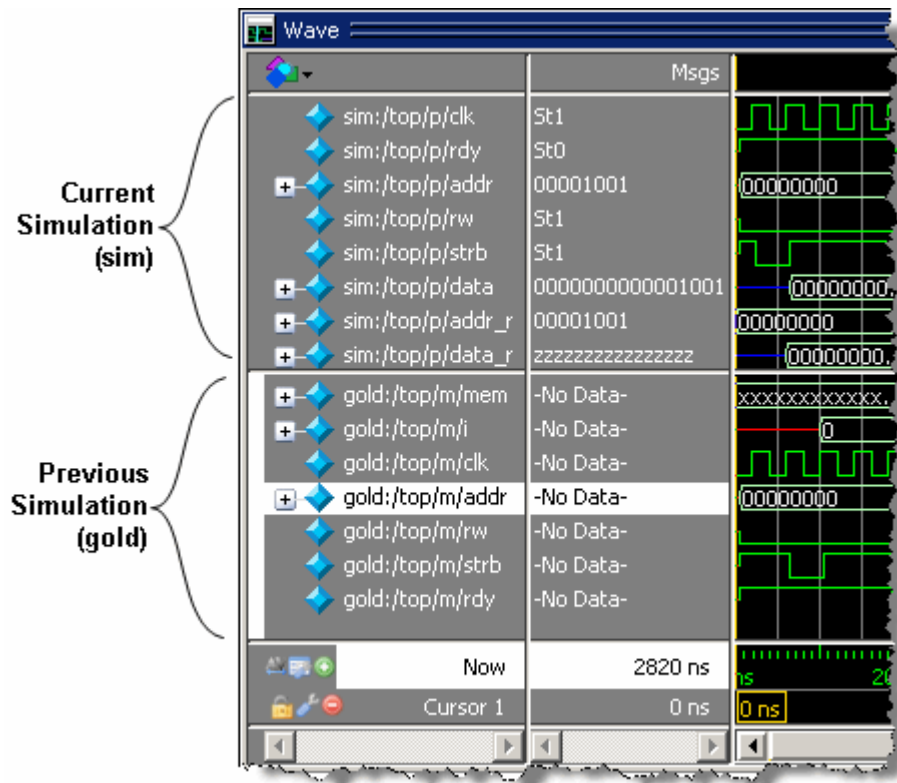 Wave
Msgs
Current
Simulation
(sim)
sim:/top/p/clk St1
sim:/top/p/rdy St0
sim:/top/p/addr 00001001 00000000
sim:/top/p/rw St1
sim:/top/p/strb St1
sim:/top/p/data 0000000000001001 00000000.
sim:/top/p/addr_r 00001001 00000000
sim:/top/p/data_r zzzzzzzzzzzzzzzz 00000000.
Previous
Simulation
(gold)
gold:/top/m/mem -No Data- xxxxxxxxxxxxx.
gold:/top/m/i -No Data- 0
gold:/top/m/clk -No Data-
gold:/top/m/addr -No Data- 00000000
gold:/top/m/rw -No Data-
gold:/top/m/strb -No Data-
gold:/top/m/rdy -No Data-
Now 2820 ns
Cursor 1 0 ns 0 ns